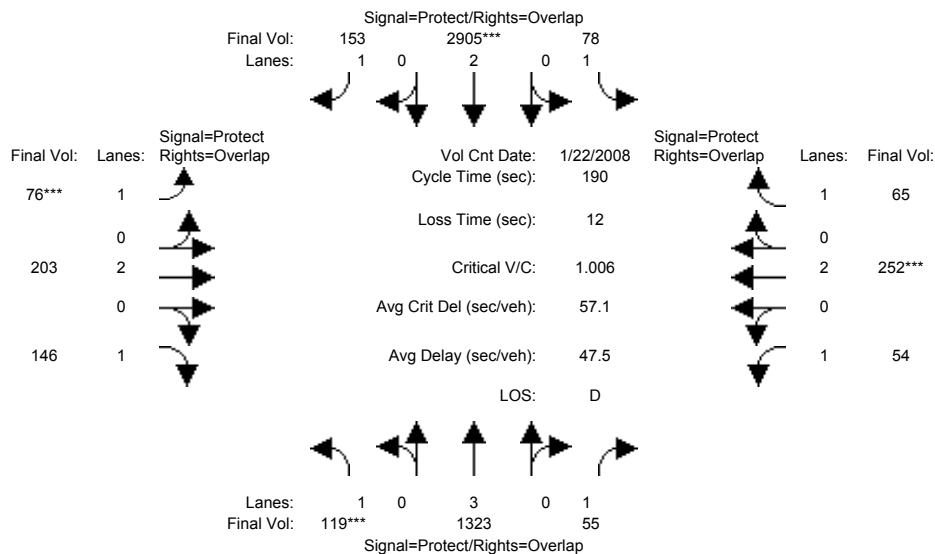 Signal=Protect/Rights=Overlap
Final Vol: 153 2905*** 78
Lanes: 1 0 2 0 1
Signal=Protect
Final Vol: Lanes: Rights=Overlap
Vol Cnt Date: 1/22/2008
Signal=Protect
Rights=Overlap Lanes: Final Vol:
Cycle Time (sec): 190
76*** 1
1 65
Loss Time (sec): 12
0
0
203 2
Critical V/C: 1.006
2 252***
0
Avg Crit Del (sec/veh): 57.1
0
146 1
Avg Delay (sec/veh): 47.5
1 54
LOS: D
Lanes: 1 0 3 0 1
Final Vol: 119*** 1323 55
Signal=Protect/Rights=Overlap